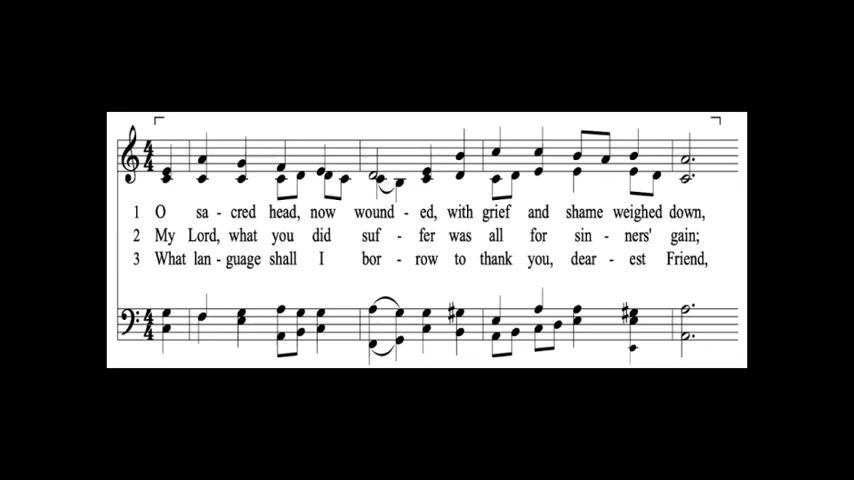 1 O sa - cred head, now wound - ed, with grief and shame weighed down,
2 My Lord, what you did suf - fer was all for sin - ners' gain;
3 What lan - guage shall I bor - row to thank you, dear - est Friend,